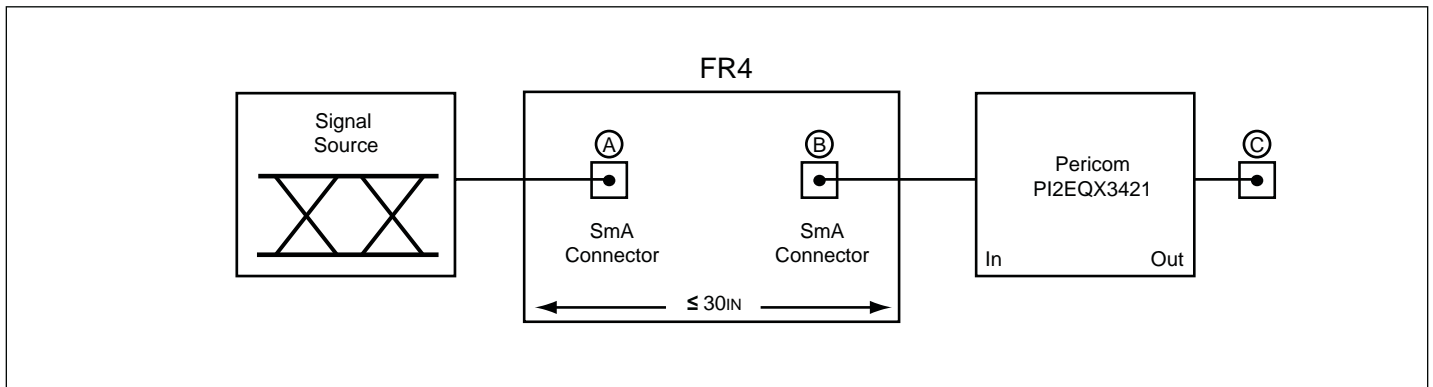 FR4
Signal
Source
A
SmA
Connector
B
SmA
Connector
≤ 30IN
Pericom
PI2EQX3421
In
Out
C